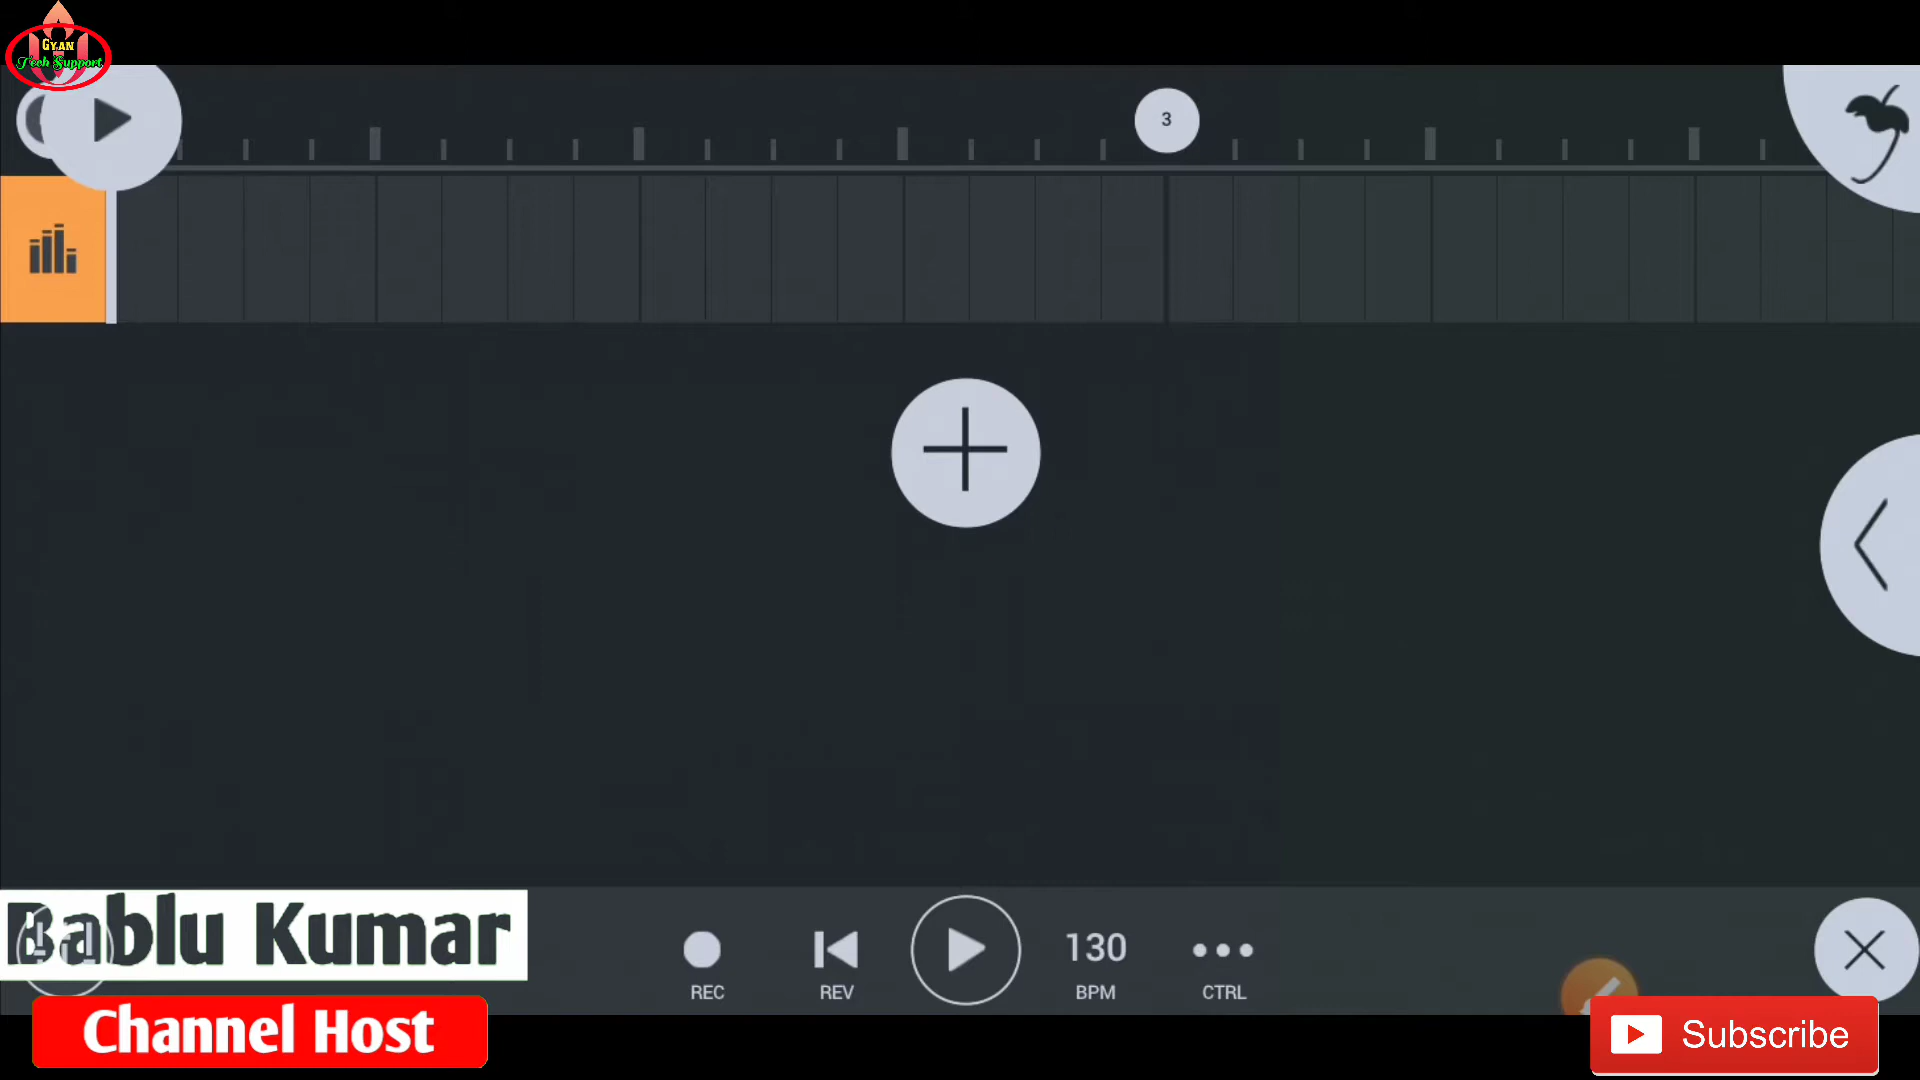 Gyan
Tech Support
3
Bablu Kumar
Channel Host
REC
REV
130
BPM
CTRL
Subscribe